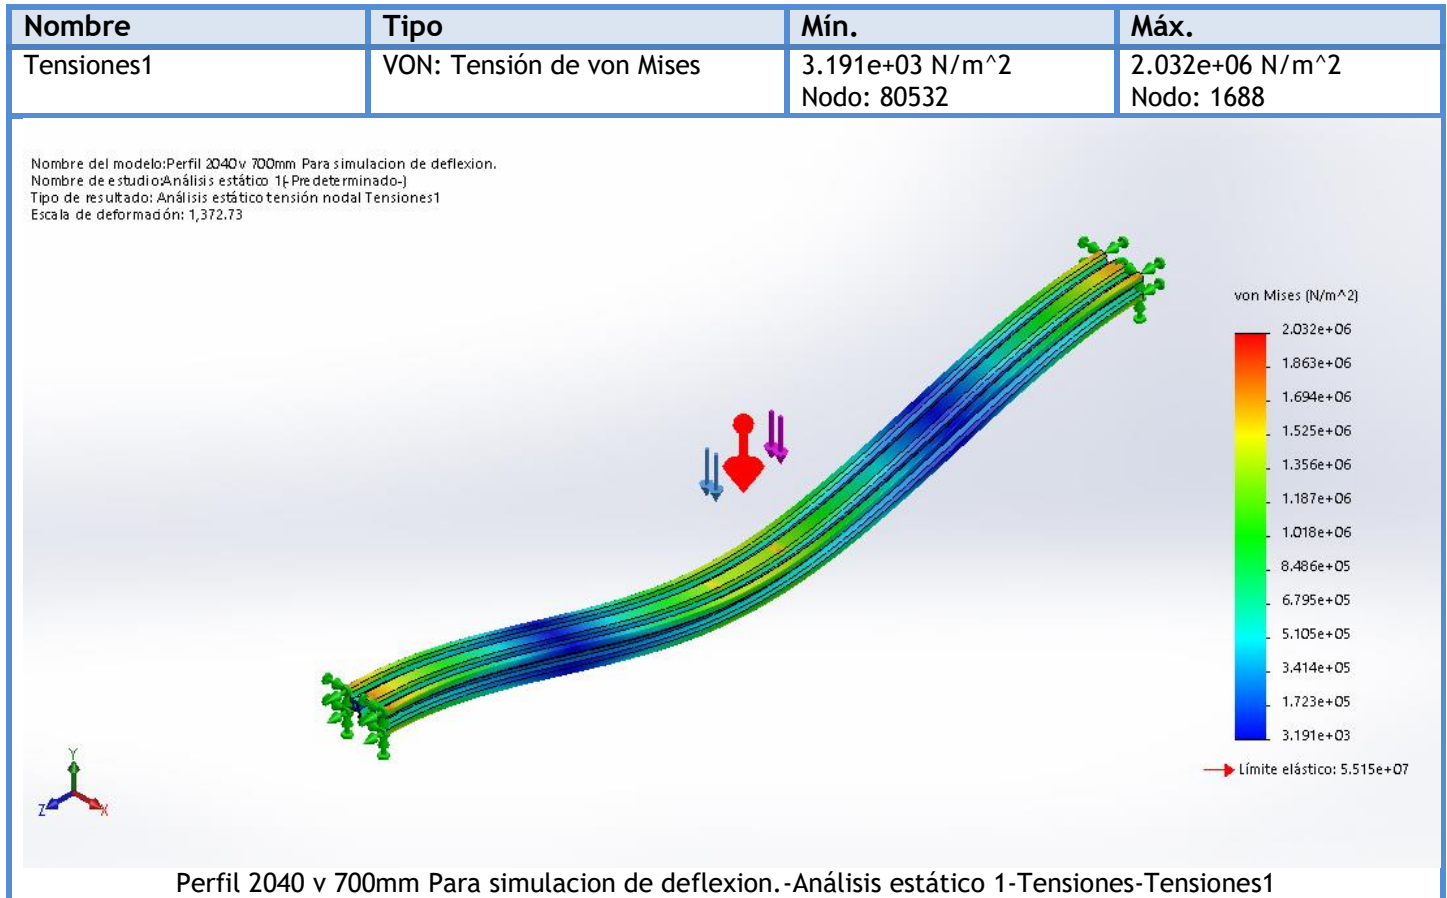 Nombre Tipo Mín. Máx.
Tensiones1 VON: Tensión de von Mises 3.191e+03 N/m^2 2.032e+06 N/m^2
Nodo: 80532 Nodo: 1688
Nombre del modelo:Perfil 2040 v 700mm Para simulacion de deflexion.
Nombre de estudio:Análisis estático 1(-Predeterminado-)
Tipo de resultado: Análisis estático tensión nodal Tensiones1
Escala de deformación: 1,372.73
von Mises (N/m^2)
2.032e+06
1.863e+06
1.694e+06
1.525e+06
1.356e+06
1.187e+06
1.018e+06
8.486e+05
6.795e+05
5.105e+05
3.414e+05
1.723e+05
3.191e+03
Límite elástico: 5.515e+07
Y
Z
X
Perfil 2040 v 700mm Para simulacion de deflexion.-Análisis estático 1-Tensiones-Tensiones1